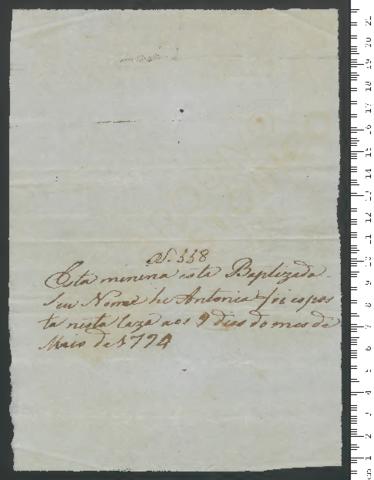 N. 558
Esta minina esta Baptizada
seu Nome he Antonia foi expos
ta nesta Caza aos 9 dias do mes de
Maio de 1774